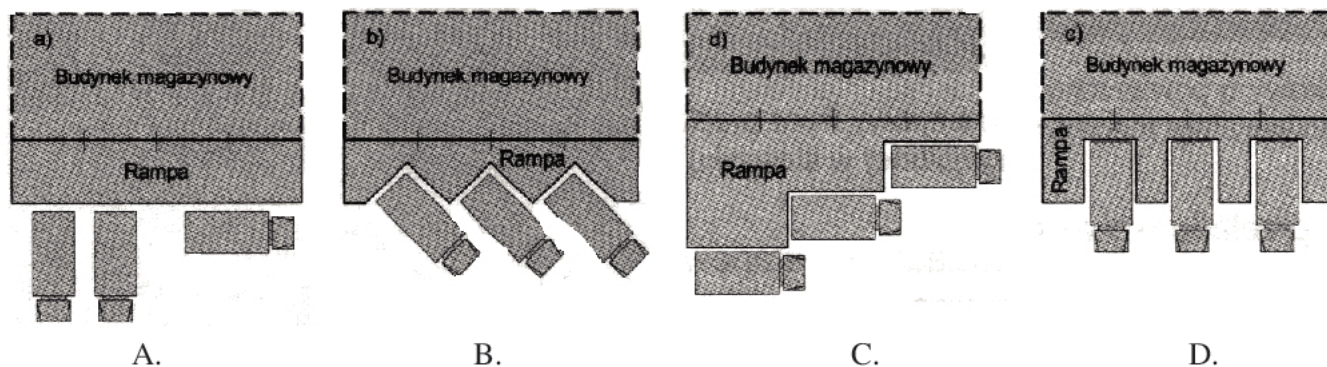 a)
Budynek magazynowy
Rampa
b)
Budynek magazynowy
Rampa
d)
Budynek magazynowy
Rampa
c)
Budynek magazynowy
Rampa
A.
B.
C.
D.